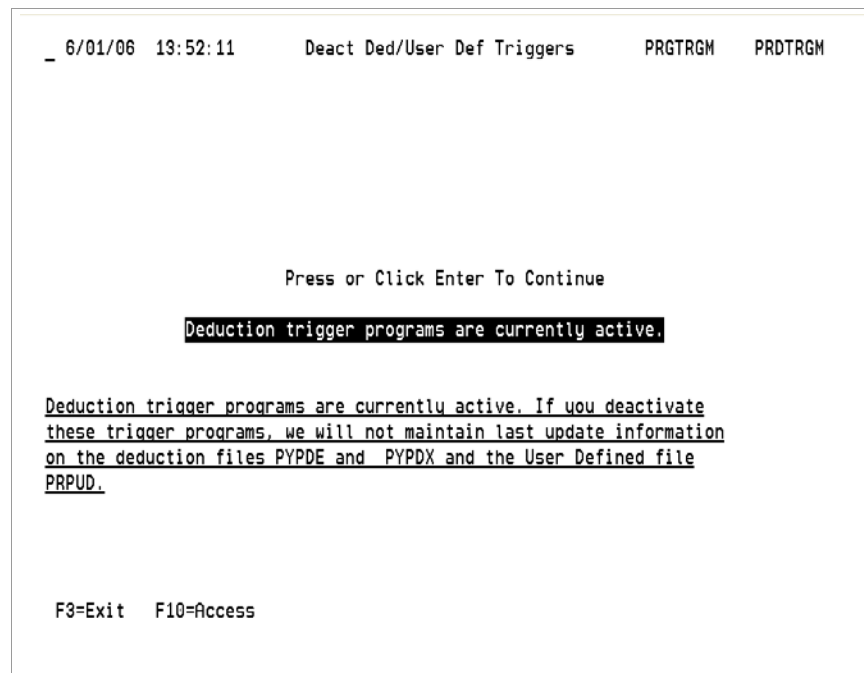 _ 6/01/06 13:52:11 Deact Ded/User Def Triggers PRGTRGM PRDTRGM
Press or Click Enter To Continue
Deduction trigger programs are currently active.
Deduction trigger programs are currently active. If you deactivate
these trigger programs, we will not maintain last update information
on the deduction files PYPDE and PYPDX and the User Defined file
PRPUD.
F3=Exit F10=Access